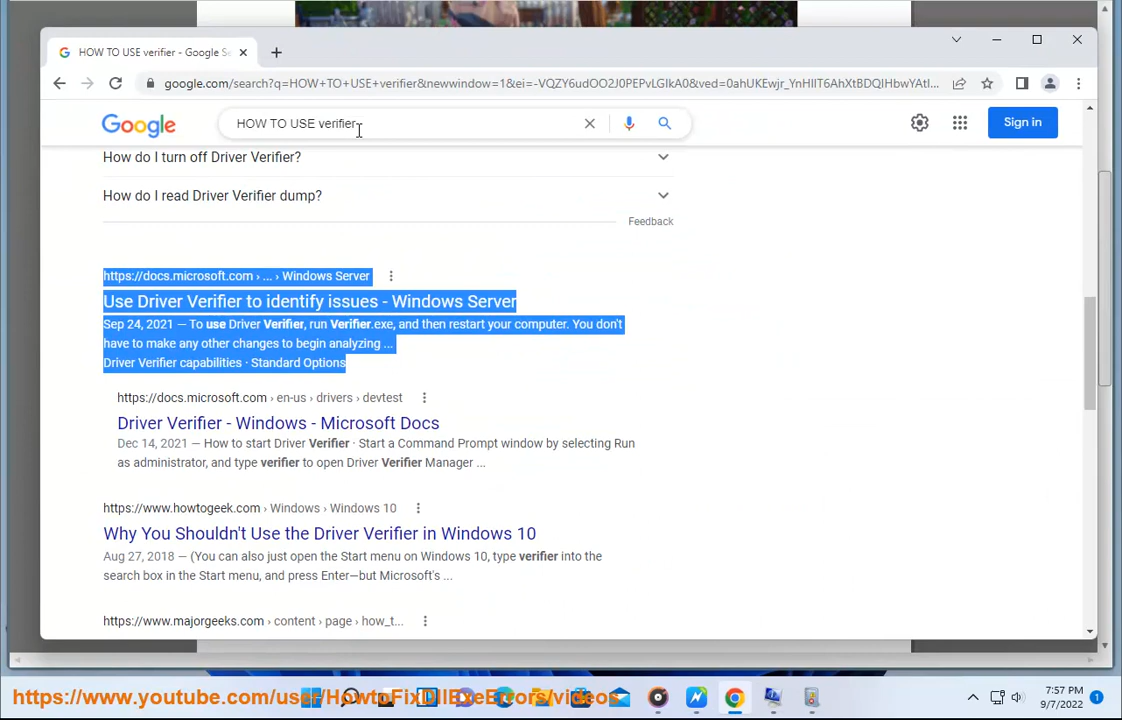 HOW TO USE verifier - Google Se
google.com/search?q=HOW+TO+USE+verifier&newwindow=1&ei=-VQZY6udOO2J0PEPvLGIkA0&ved=0ahUKEwjr_YnHIIT6AhXtBDQIHbwYAtI...
Google
HOW TO USE verifier
Sign in
How do I turn off Driver Verifier?
How do I read Driver Verifier dump?
Feedback
https://docs.microsoft.com › ... › Windows Server
Use Driver Verifier to identify issues - Windows Server
Sep 24, 2021 — To use Driver Verifier, run Verifier.exe, and then restart your computer. You don't
have to make any other changes to begin analyzing ...
Driver Verifier capabilities · Standard Options
https://docs.microsoft.com › en-us › drivers › devtest
Driver Verifier - Windows - Microsoft Docs
Dec 14, 2021 — How to start Driver Verifier · Start a Command Prompt window by selecting Run
as administrator, and type verifier to open Driver Verifier Manager ...
https://www.howtogeek.com › Windows › Windows 10
Why You Shouldn't Use the Driver Verifier in Windows 10
Aug 27, 2018 — (You can also just open the Start menu on Windows 10, type verifier into the
search box in the Start menu, and press Enter—but Microsoft's ...
https://www.majorgeeks.com › content › page › how_t...
https://www.youtube.com/user/HowtoFixDllExeErrors/videos
7:57 PM
9/7/2022
1